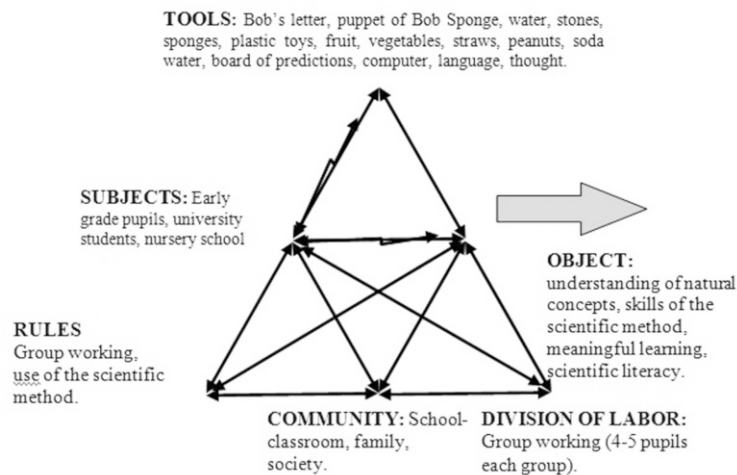 TOOLS: Bob's letter, puppet of Bob Sponge, water, stones,
sponges, plastic toys, fruit, vegetables, straws, peanuts, soda
water, board of predictions, computer, language, thought.
SUBJECTS: Early
grade pupils, university
students, nursery school
OBJECT:
understanding of natural
concepts, skills of the
scientific method,
meaningful learning,
scientific literacy.
RULES
Group working,
use of the scientific
method.
COMMUNITY: School-
classroom, family,
society.
DIVISION OF LABOR:
Group working (4-5 pupils
each group).